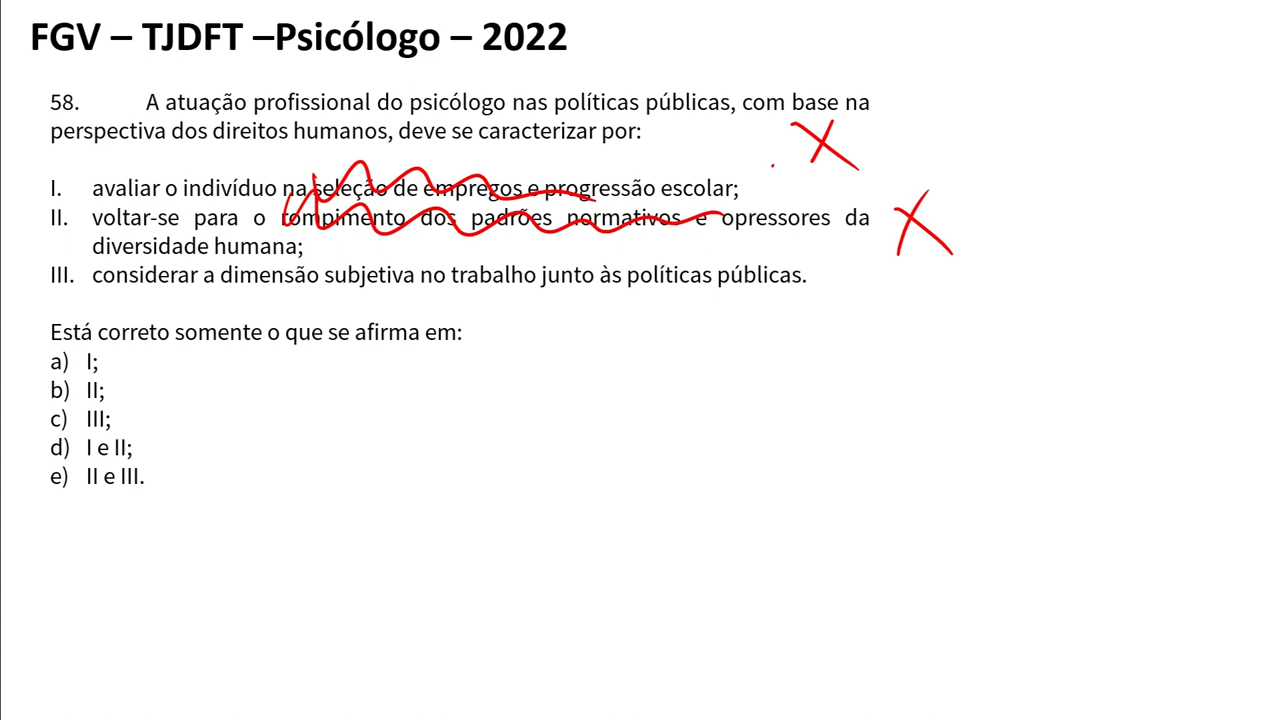 FGV – TJDFT –Psicólogo – 2022
58. A atuação profissional do psicólogo nas políticas públicas, com base na
perspectiva dos direitos humanos, deve se caracterizar por:
I. avaliar o indivíduo na seleção de empregos e progressão escolar;
II. voltar-se para o rompimento dos padrões normativos e opressores da
diversidade humana;
III. considerar a dimensão subjetiva no trabalho junto às políticas públicas.
Está correto somente o que se afirma em:
a) I;
b) II;
c) III;
d) I e II;
e) II e III.